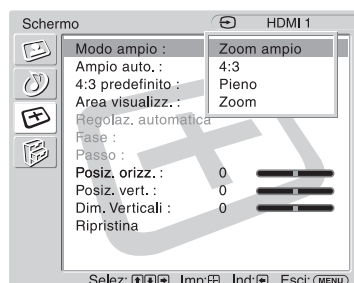 Schermo HDMI 1
Modo ampio : Zoom ampio
Ampio auto. : 4:3
4:3 predefinito : Pieno
Area visualizz. : Zoom
Regolaz. automatica
Fase :
Passo :
Posiz. orizz. : 0
Posiz. vert. : 0
Dim. Verticali : 0
Ripristina
Selez: Imp: Ind: Esci: MENU